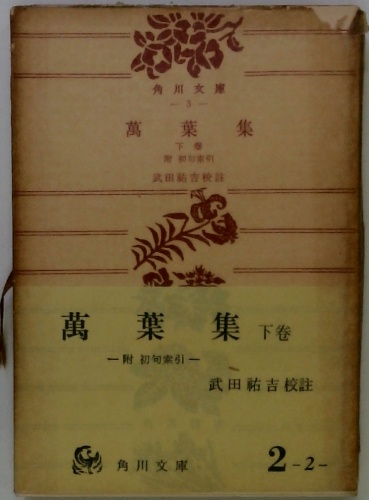 角川文庫
— 5 —
萬葉集
下卷
附 初句索引
武田祐吉校註
萬葉集 下卷
— 附 初句索引 —
武田祐吉校註
角川文庫
2-2-